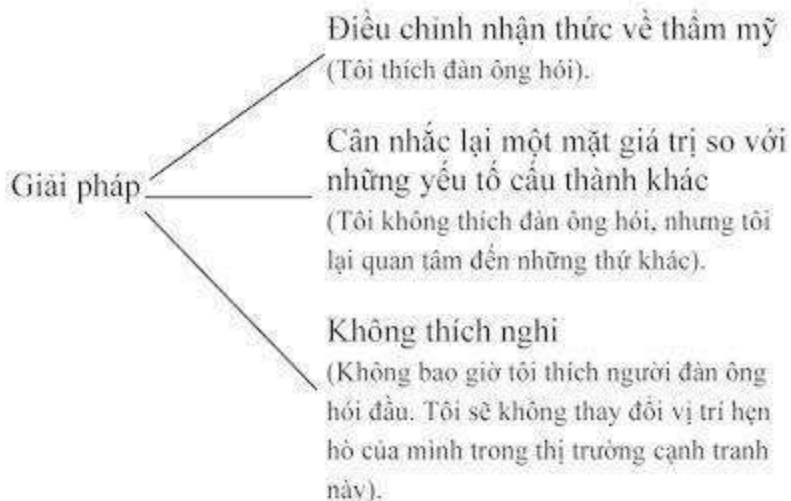 Điều chỉnh nhận thức về thẩm mỹ
(Tôi thích đàn ông hói).
Cân nhắc lại một mặt giá trị so với
những yếu tố cấu thành khác
(Tôi không thích đàn ông hói, nhưng tôi
lại quan tâm đến những thứ khác).
Giải pháp
Không thích nghi
(Không bao giờ tôi thích người đàn ông
hói đầu. Tôi sẽ không thay đổi vị trí hẹn
hò của mình trong thị trường cạnh tranh
này).